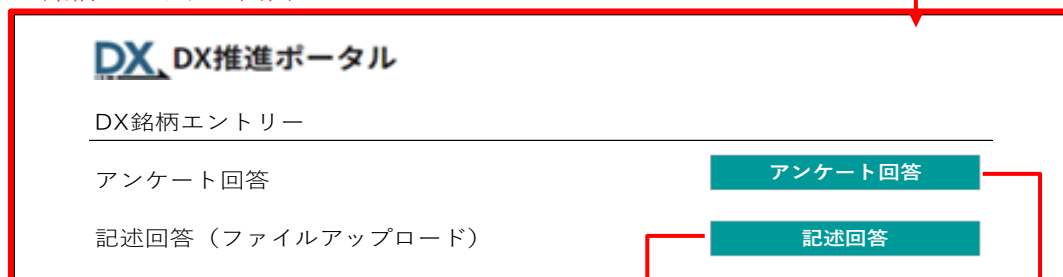 DX DX推進ポータル
DX銘柄エントリー
アンケート回答 アンケート回答
記述回答（ファイルアップロード） 記述回答